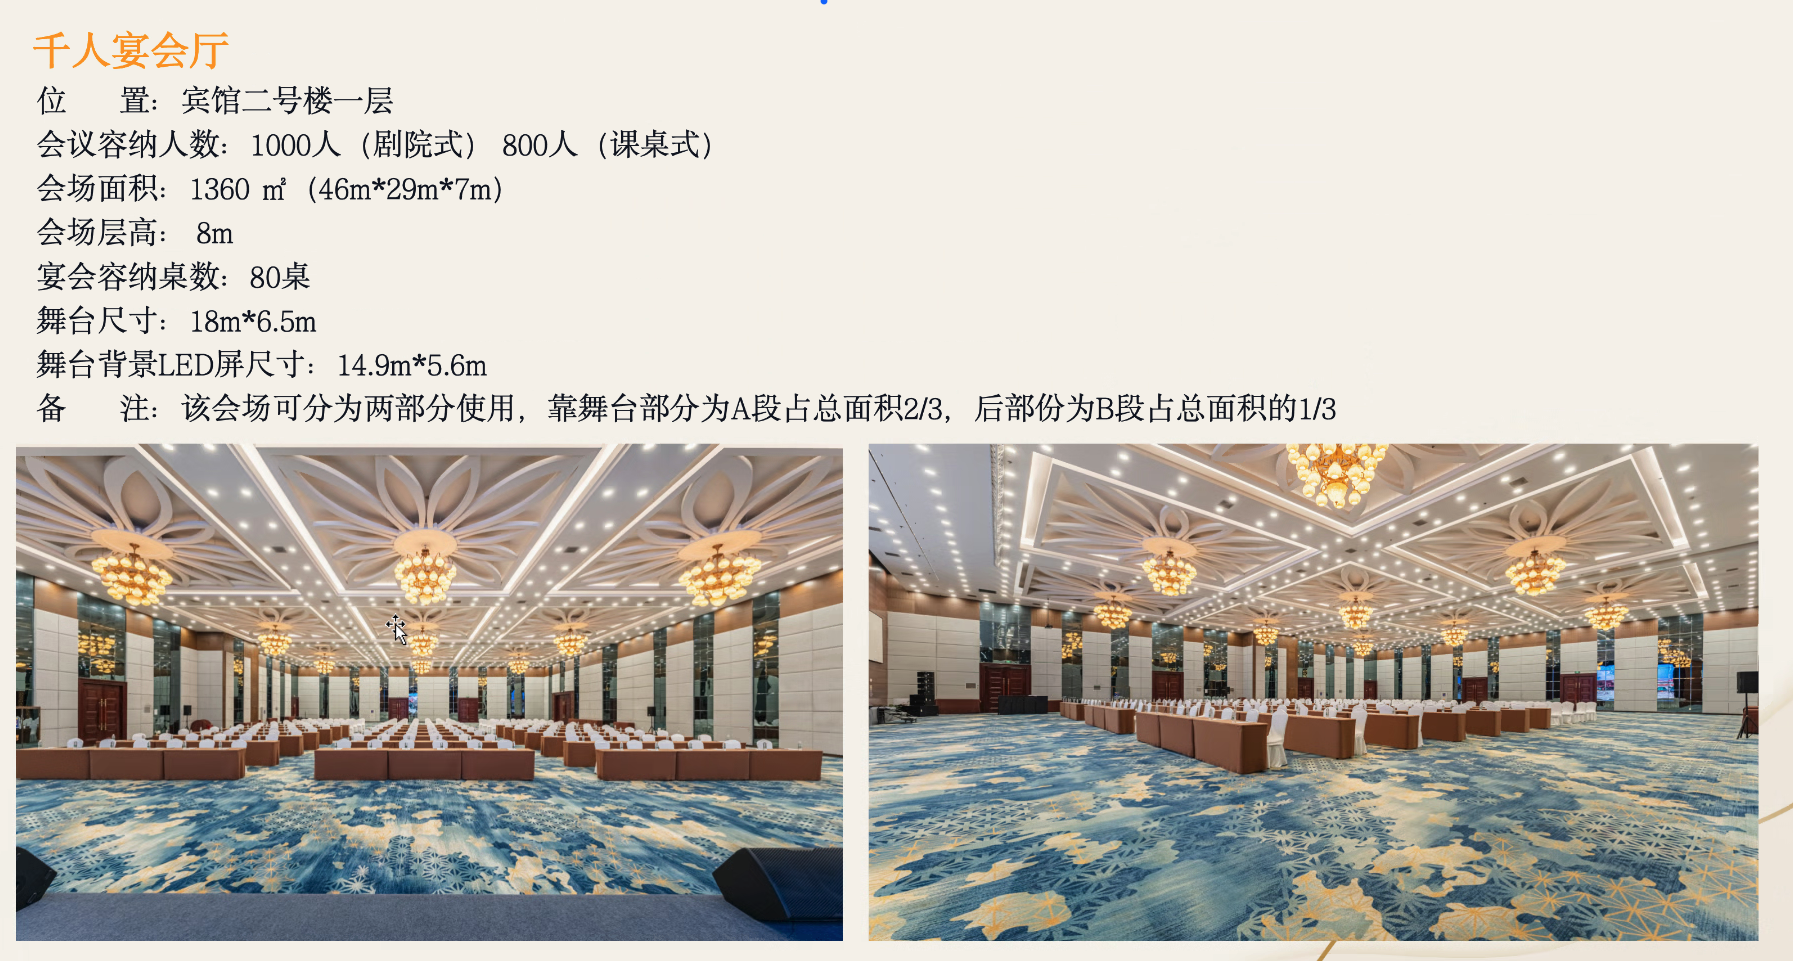 千人宴会厅
位 置：宾馆二号楼一层
会议容纳人数：1000人（剧院式） 800人（课桌式）
会场面积：1360 ㎡（46m*29m*7m）
会场层高： 8m
宴会容纳桌数：80桌
舞台尺寸：18m*6.5m
舞台背景LED屏尺寸：14.9m*5.6m
备 注：该会场可分为两部分使用，靠舞台部分为A段占总面积2/3，后部份为B段占总面积的1/3